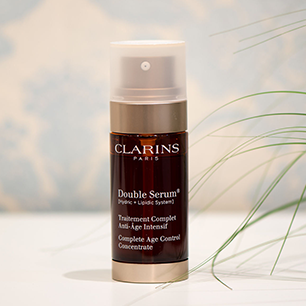 CLARINS
PARIS
Double Serum®
[Hydric + Lipidic System]
Traitement Complet
Anti-Âge Intensif
Complete Age Control
Concentrate